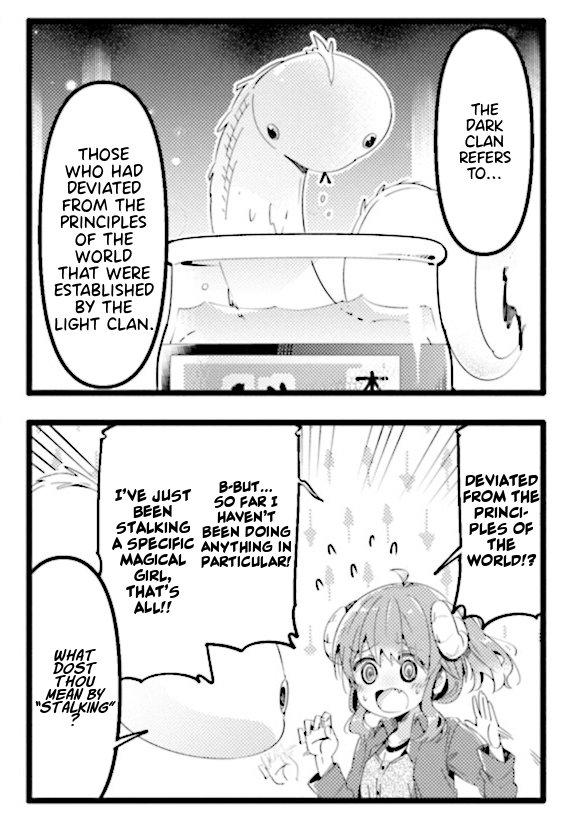 THE
DARK
CLAN
REFERS
TO...
THOSE
WHO HAD
DEVIATED
FROM THE
PRINCIPLES
OF THE
WORLD
THAT WERE
ESTABLISHED
BY THE
LIGHT CLAN.
DEVIATED
FROM THE
PRINCI-
PLES OF
THE
WORLD!?
B-BUT...
SO FAR I
HAVEN'T
BEEN DOING
ANYTHING IN
PARTICULAR!
I'VE JUST
BEEN
STALKING
A SPECIFIC
MAGICAL
GIRL,
THAT'S
ALL!!
WHAT
DOST
THOU
MEAN BY
"STALKING"
?